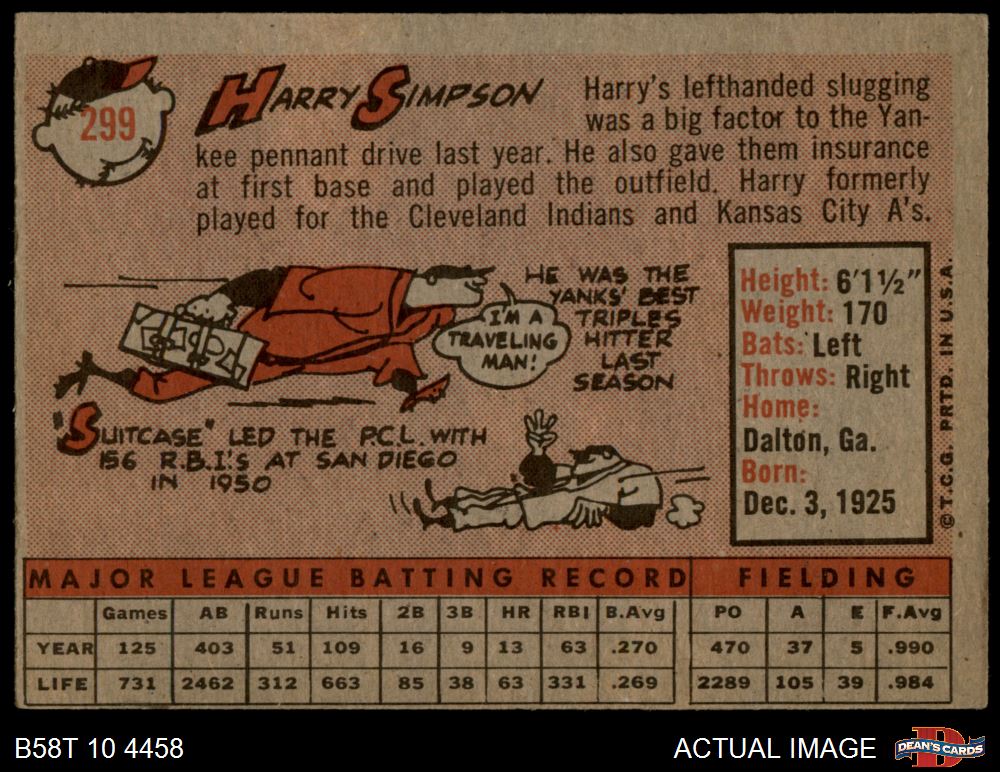 299
HARRY SIMPSON
Harry's lefthanded slugging
was a big factor to the Yan-
kee pennant drive last year. He also gave them insurance
at first base and played the outfield. Harry formerly
played for the Cleveland Indians and Kansas City A's.
HE WAS THE
YANKS' BEST
TRIPLES
HITTER
LAST
SEASON
I'M A
TRAVELING
MAN!
"SUITCASE" LED THE P.C.L. WITH
156 R.B.I.'S AT SAN DIEGO
IN 1950
Height: 6'1½"
Weight: 170
Bats: Left
Throws: Right
Home:
Dalton, Ga.
Born:
Dec. 3, 1925
© T.C.G. PRTD. IN U.S.A.
MAJOR LEAGUE BATTING RECORD FIELDING
Games AB Runs Hits 2B 3B HR RBI B.Avg PO A E F.Avg
YEAR 125 403 51 109 16 9 13 63 .270 470 37 5 .990
LIFE 731 2462 312 663 85 38 63 331 .269 2289 105 39 .984
B58T 10 4458
ACTUAL IMAGE
DEAN'S CARDS